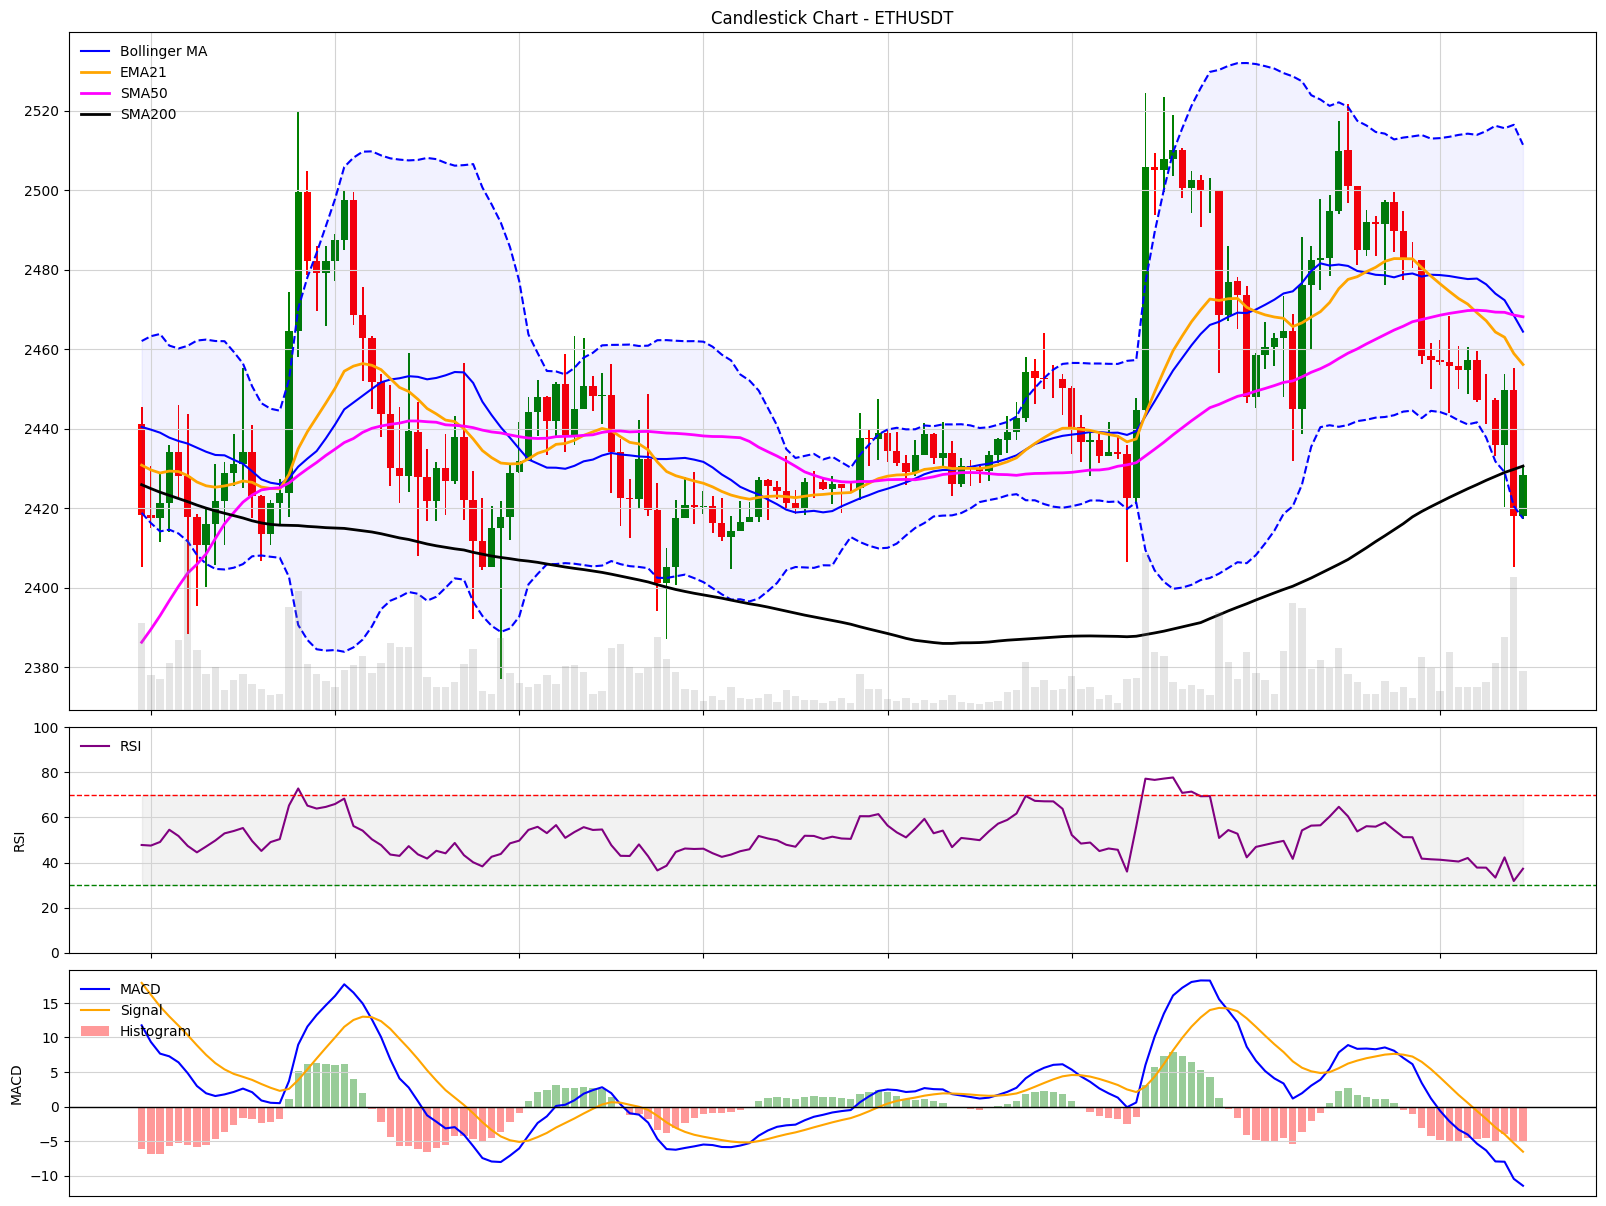 Candlestick Chart - ETHUSDT
Bollinger MA
EMA21
SMA50
SMA200
2520
2500
2480
2460
2440
2420
2400
2380
RSI
100
80
60
40
20
0
RSI
MACD
Signal
Histogram
15
10
5
0
−5
−10
MACD